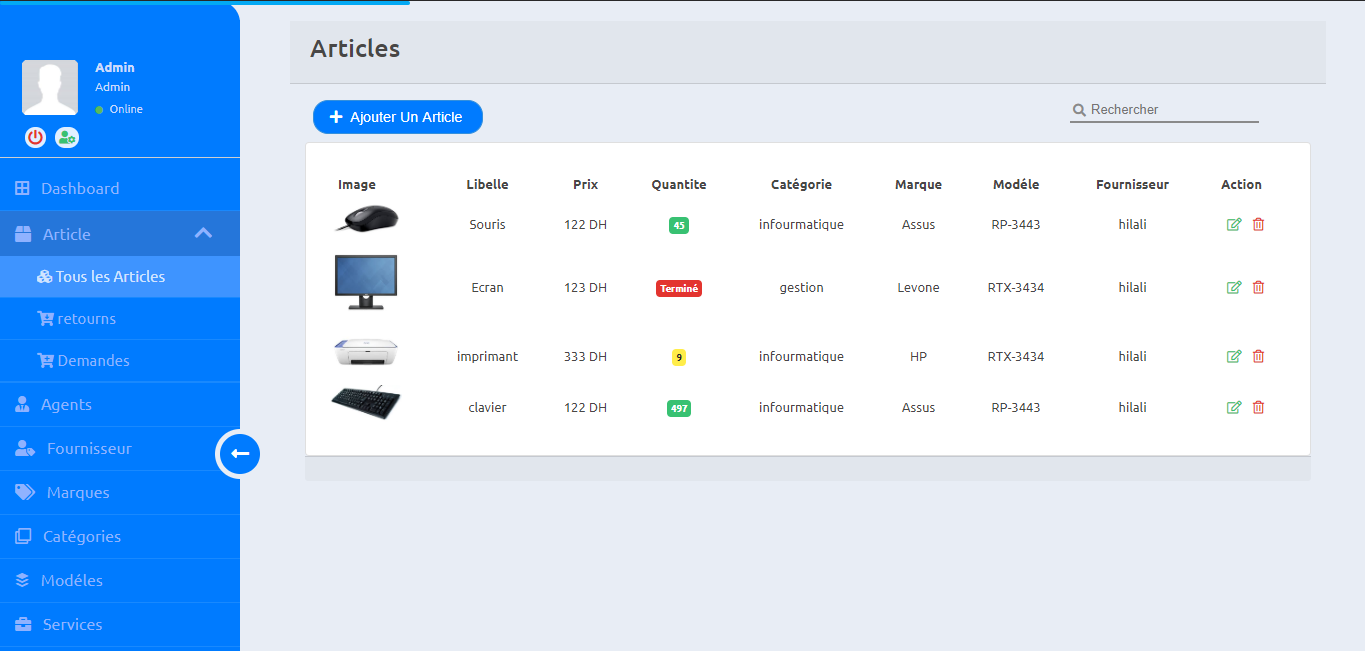 Admin
Admin
Online
Dashboard
Article
Tous les Articles
retourns
Demandes
Agents
Fournisseur
Marques
Catégories
Modéles
Services
Articles
Ajouter Un Article
Rechercher
Image Libelle Prix Quantite Catégorie Marque Modéle Fournisseur Action
Souris 122 DH 45 infourmatique Assus RP-3443 hilali
Ecran 123 DH Terminé gestion Levone RTX-3434 hilali
imprimant 333 DH 9 infourmatique HP RTX-3434 hilali
clavier 122 DH 497 infourmatique Assus RP-3443 hilali